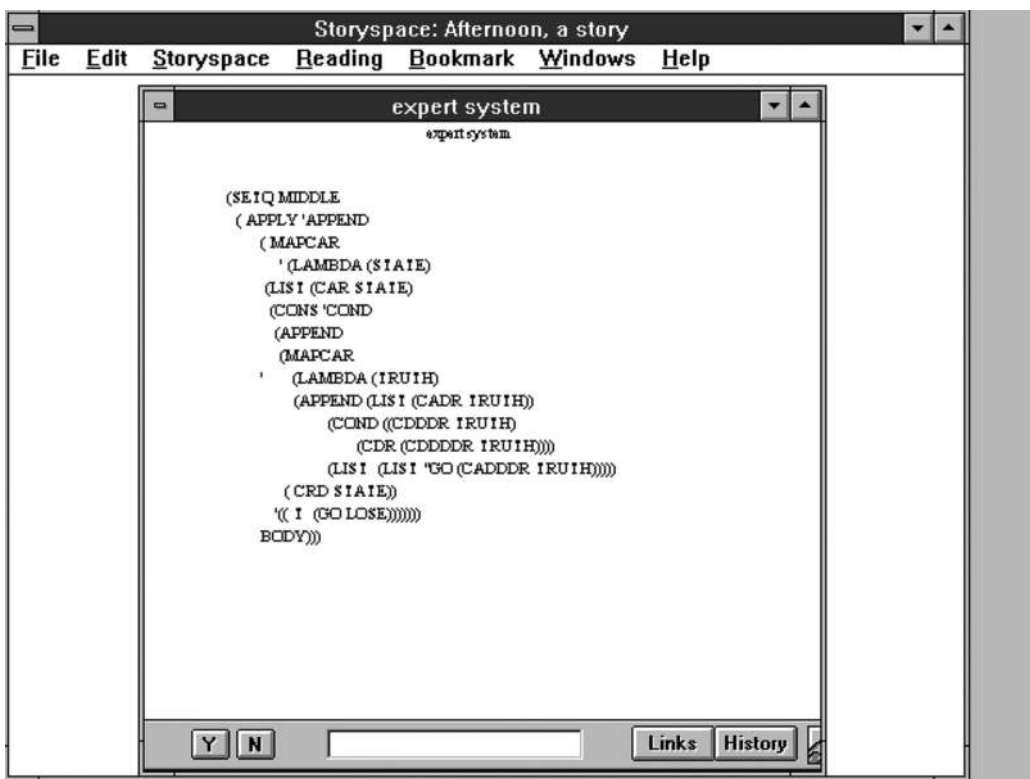 Storyspace: Afternoon, a story
File Edit Storyspace Reading Bookmark Windows Help
expert system
expert system
(SETQ MIDDLE
( APPLY 'APPEND
( MAPCAR
' (LAMBDA (STATE)
(LIST (CAR STATE)
(CONS 'COND
(APPEND
(MAPCAR
' (LAMBDA (TRUTH)
(APPEND (LIST (CADR TRUTH))
(COND ((CDDDR TRUTH)
(CDR (CDDDDR TRUTH))))
(LIST (LIST "GO (CADDDR TRUTH)))))
( CRD STATE))
'(( T (GO LOSE)))))))
BODY)))
Y N Links History